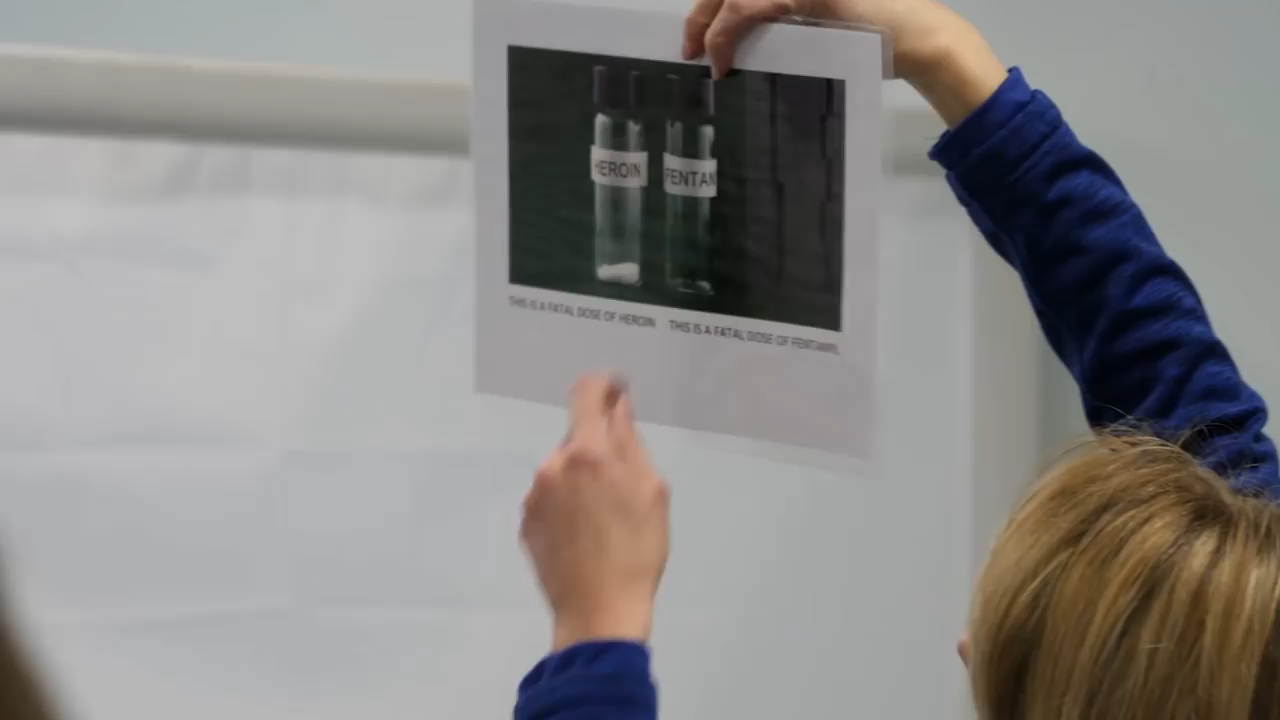 HEROIN
FENTAN
THIS IS A FATAL DOSE OF HEROIN
THIS IS A FATAL DOSE OF FENTANYL